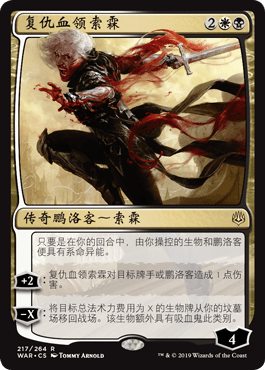 复仇血领索霖 2
传奇鹏洛客～索霖
只要是在你的回合中，由你操控的生物和鹏洛客
便具有系命异能。
+2：复仇血领索霖对目标牌手或鹏洛客造成1点伤
害。
-X：将目标总法术力费用为X的生物牌从你的坟墓
场移回战场。该生物额外具有吸血鬼此类别。
4
217/264 R
WAR • CS TOMMY ARNOLD
™ & © 2019 Wizards of the Coast